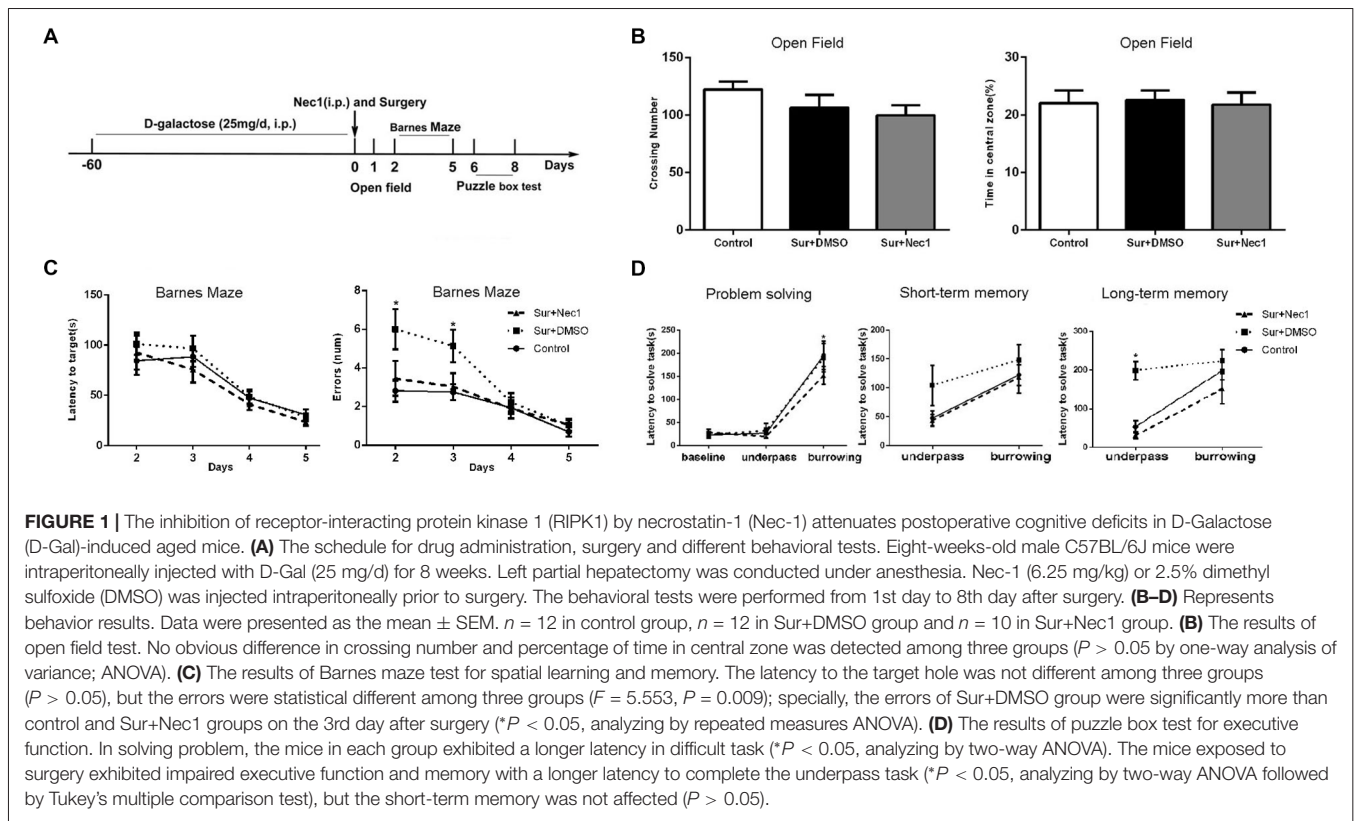 A
Nec1(i.p.) and Surgery
D-galactose (25mg/d, i.p.)
Barnes Maze
-60 0 1 2 5 6 8 Days
Open field
Puzzle box test
B
Open Field
Crossing Number
150
100
50
0
Control Sur+DMSO Sur+Nec1
Open Field
Time in central zone(%)
30
20
10
0%
Control Sur+DMSO Sur+Nec1
C
Barnes Maze
Latency to target(s)
150
100
50
0
2 3 4 5
Days
Barnes Maze
Errors (num)
8
6
4
2
0
* *
2 3 4 5
Days
Sur+Nec1
Sur+DMSO
Control
D
Problem solving
Latency to solve task(s)
300
200
100
0
*
baseline underpass burrowing
Short-term memory
Latency to solve task(s)
200
150
100
50
0
underpass burrowing
Long-term memory
Latency to solve task(s)
300
200
100
0
*
underpass burrowing
Sur+Nec1
Sur+DMSO
Control
FIGURE 1 | The inhibition of receptor-interacting protein kinase 1 (RIPK1) by necrostatin-1 (Nec-1) attenuates postoperative cognitive deficits in D-Galactose
(D-Gal)-induced aged mice. (A) The schedule for drug administration, surgery and different behavioral tests. Eight-weeks-old male C57BL/6J mice were
intraperitoneally injected with D-Gal (25 mg/d) for 8 weeks. Left partial hepatectomy was conducted under anesthesia. Nec-1 (6.25 mg/kg) or 2.5% dimethyl
sulfoxide (DMSO) was injected intraperitoneally prior to surgery. The behavioral tests were performed from 1st day to 8th day after surgery. (B–D) Represents
behavior results. Data were presented as the mean ± SEM. n = 12 in control group, n = 12 in Sur+DMSO group and n = 10 in Sur+Nec1 group. (B) The results of
open field test. No obvious difference in crossing number and percentage of time in central zone was detected among three groups (P > 0.05 by one-way analysis of
variance; ANOVA). (C) The results of Barnes maze test for spatial learning and memory. The latency to the target hole was not different among three groups
(P > 0.05), but the errors were statistical different among three groups (F = 5.553, P = 0.009); specially, the errors of Sur+DMSO group were significantly more than
control and Sur+Nec1 groups on the 3rd day after surgery (*P < 0.05, analyzing by repeated measures ANOVA). (D) The results of puzzle box test for executive
function. In solving problem, the mice in each group exhibited a longer latency in difficult task (*P < 0.05, analyzing by two-way ANOVA). The mice exposed to
surgery exhibited impaired executive function and memory with a longer latency to complete the underpass task (*P < 0.05, analyzing by two-way ANOVA followed
by Tukey's multiple comparison test), but the short-term memory was not affected (P > 0.05).